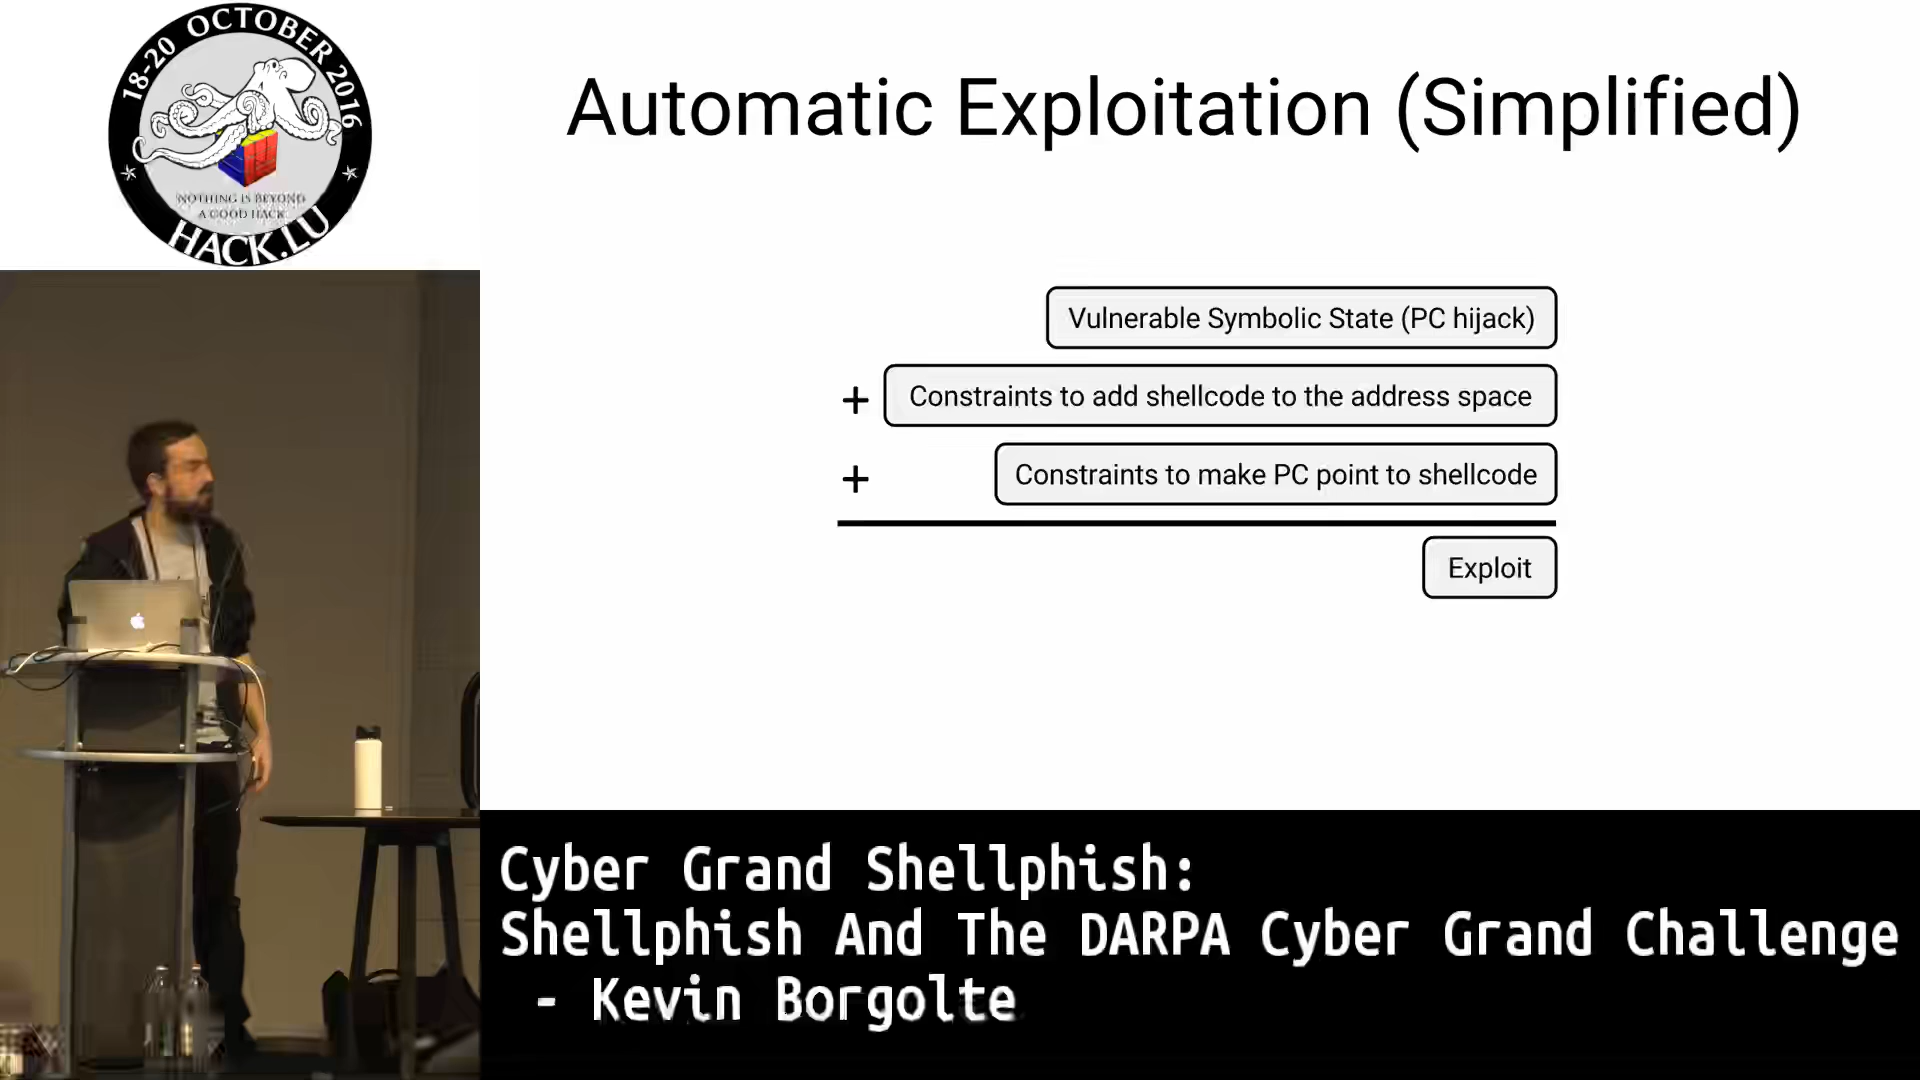 18-20 OCTOBER 2016
NOTHING IS BEYOND
A GOOD HACK
HACK.LU
Automatic Exploitation (Simplified)
Vulnerable Symbolic State (PC hijack)
+ Constraints to add shellcode to the address space
+ Constraints to make PC point to shellcode
Exploit
Cyber Grand Shellphish:
Shellphish And The DARPA Cyber Grand Challenge
- Kevin Borgolte